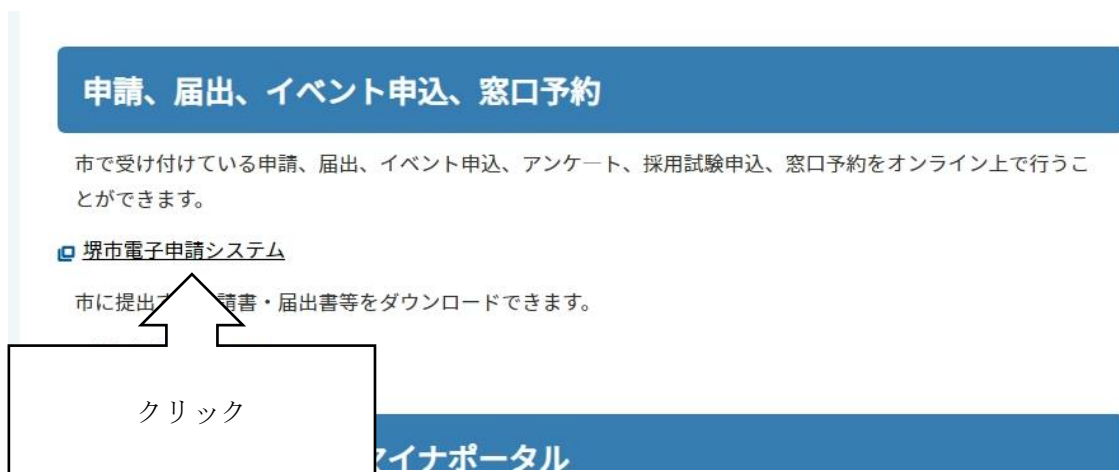 申請、届出、イベント申込、窓口予約
市で受け付けている申請、届出、イベント申込、アンケート、採用試験申込、窓口予約をオンライン上で行うこ
とができます。
堺市電子申請システム
市に提出 請書・届出書等をダウンロードできます。
クリック
イナポータル